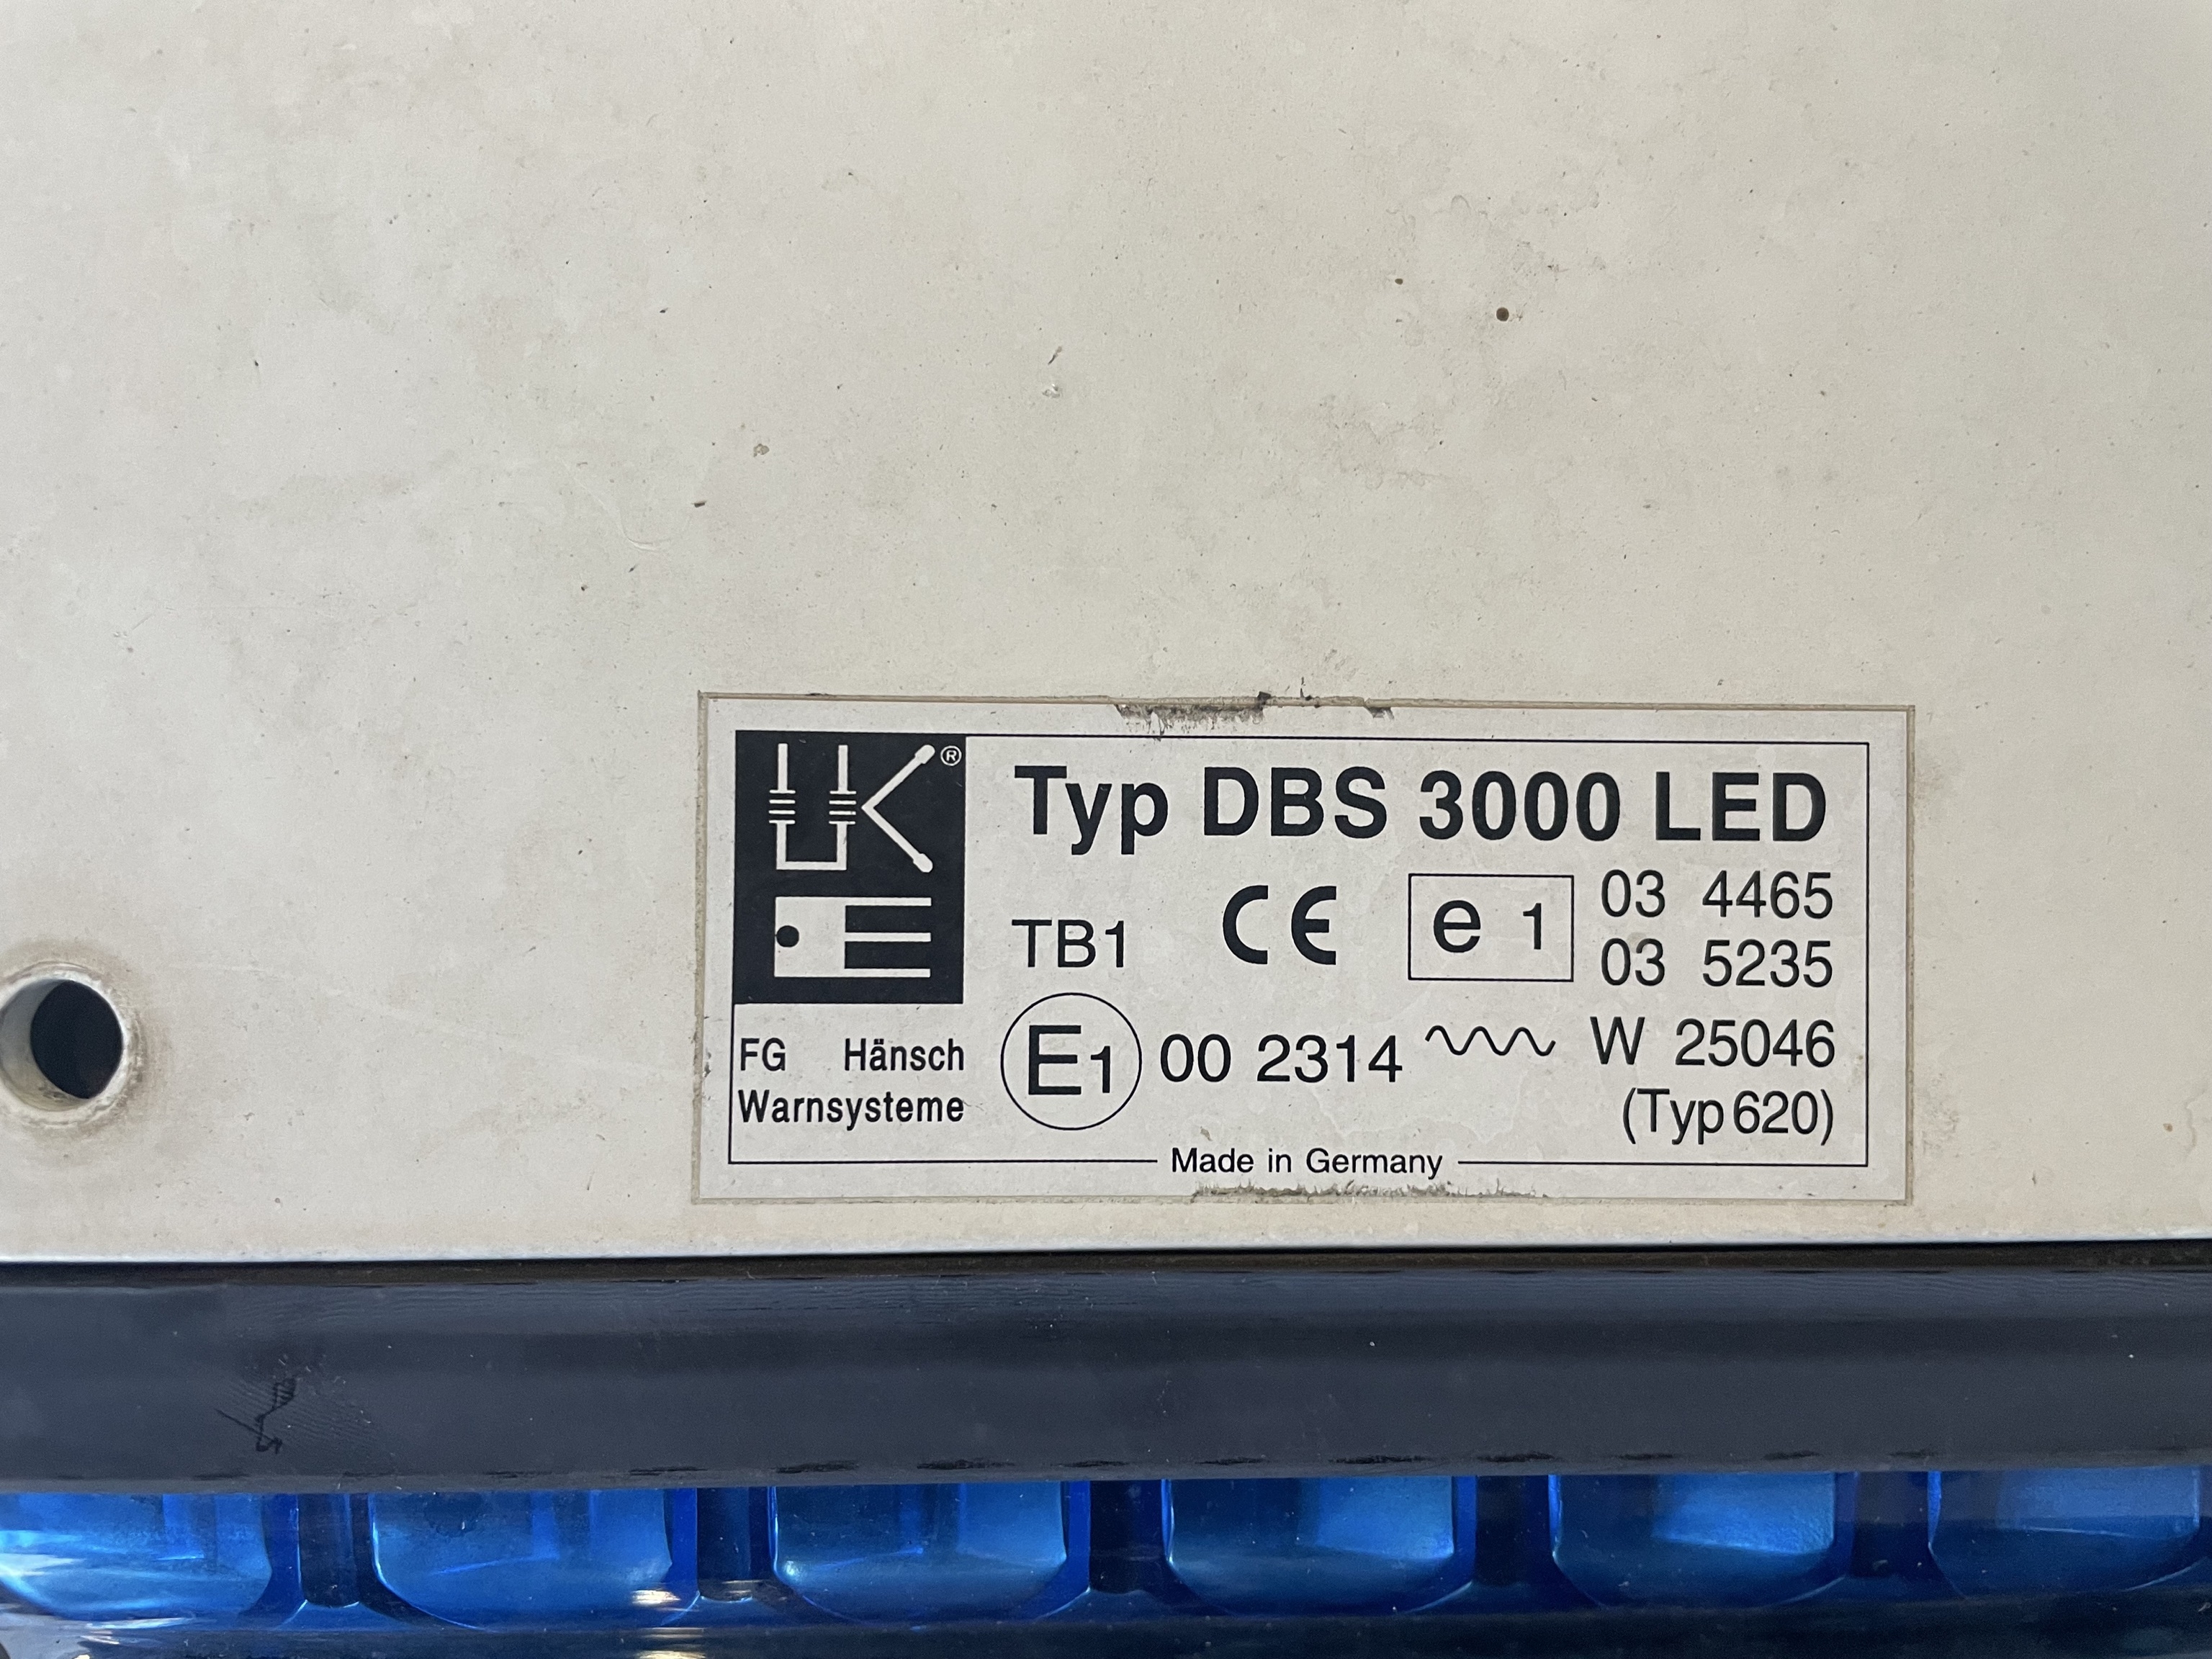 ®
Typ DBS 3000 LED
TB1 CE e 1 03 4465
03 5235
E1 00 2314 W 25046
(Typ 620)
FG Hänsch
Warnsysteme
Made in Germany